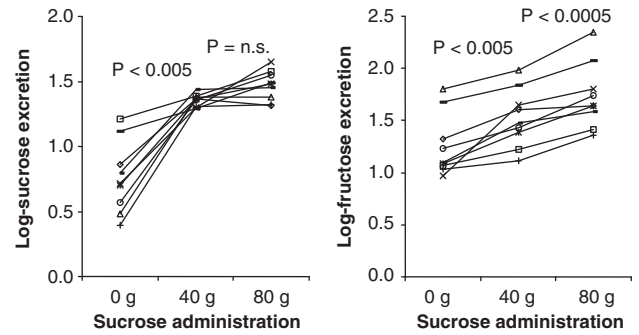 2.0
1.5
1.0
0.5
0.0
Log-sucrose excretion
P < 0.005
P = n.s.
0 g 40 g 80 g
Sucrose administration
2.5
2.0
1.5
1.0
0.5
0.0
Log-fructose excretion
P < 0.005
P < 0.0005
0 g 40 g 80 g
Sucrose administration